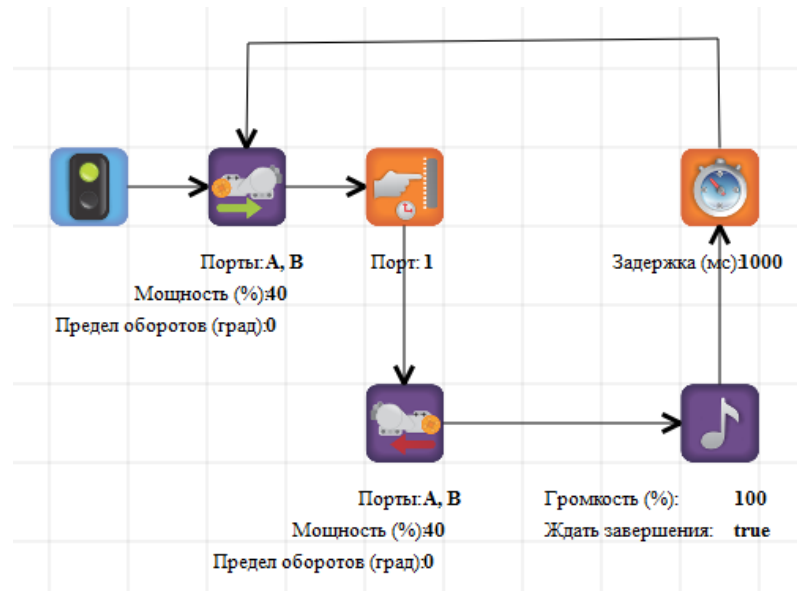 Порты:A, B
Мощность (%):40
Предел оборотов (град):0
Порт: 1
Задержка (мс):1000
Порты:A, B
Мощность (%):40
Предел оборотов (град):0
Громкость (%): 100
Ждать завершения: true